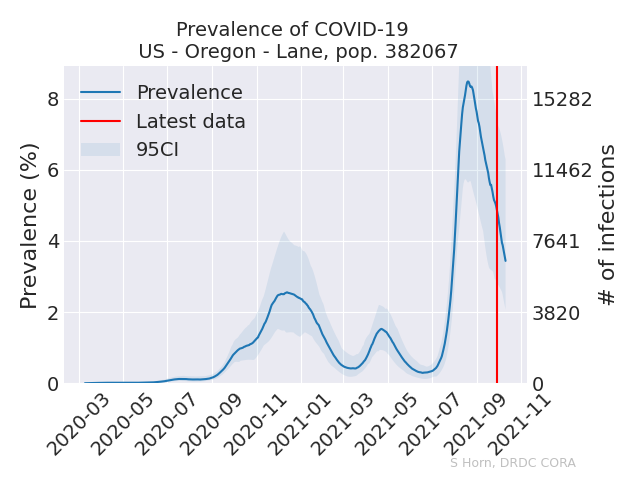 Prevalence of COVID-19
US - Oregon - Lane, pop. 382067
Prevalence
Latest data
95CI
Prevalence (%)
8
6
4
2
0
15282
11462
7641
3820
0
# of infections
2020-03
2020-05
2020-07
2020-09
2020-11
2021-01
2021-03
2021-05
2021-07
2021-09
2021-11
S Horn, DRDC CORA